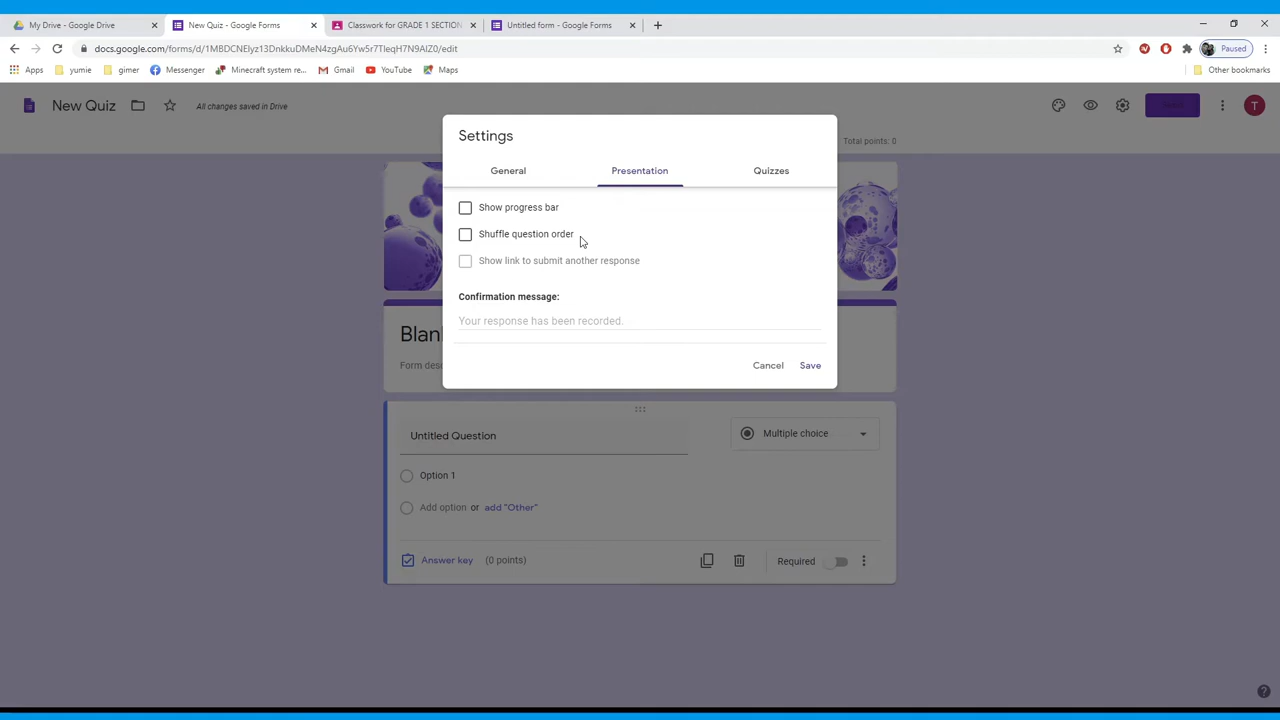 My Drive - Google Drive
New Quiz - Google Forms
Classwork for GRADE 1 SECTION
Untitled form - Google Forms
docs.google.com/forms/d/1MBDCNElyz13DnkkuDMeN4zgAu6Yw5r7TleqH7N9AlZ0/edit
Paused
Apps
yumie
gimer
Messenger
Minecraft system re...
Gmail
YouTube
Maps
Other bookmarks
New Quiz
All changes saved in Drive
T
Total points: 0
Settings
General
Presentation
Quizzes
Show progress bar
Shuffle question order
Show link to submit another response
Confirmation message:
Your response has been recorded.
Cancel
Save
Blan
Form des
Untitled Question
Multiple choice
Option 1
Add option or add "Other"
Answer key
(0 points)
Required